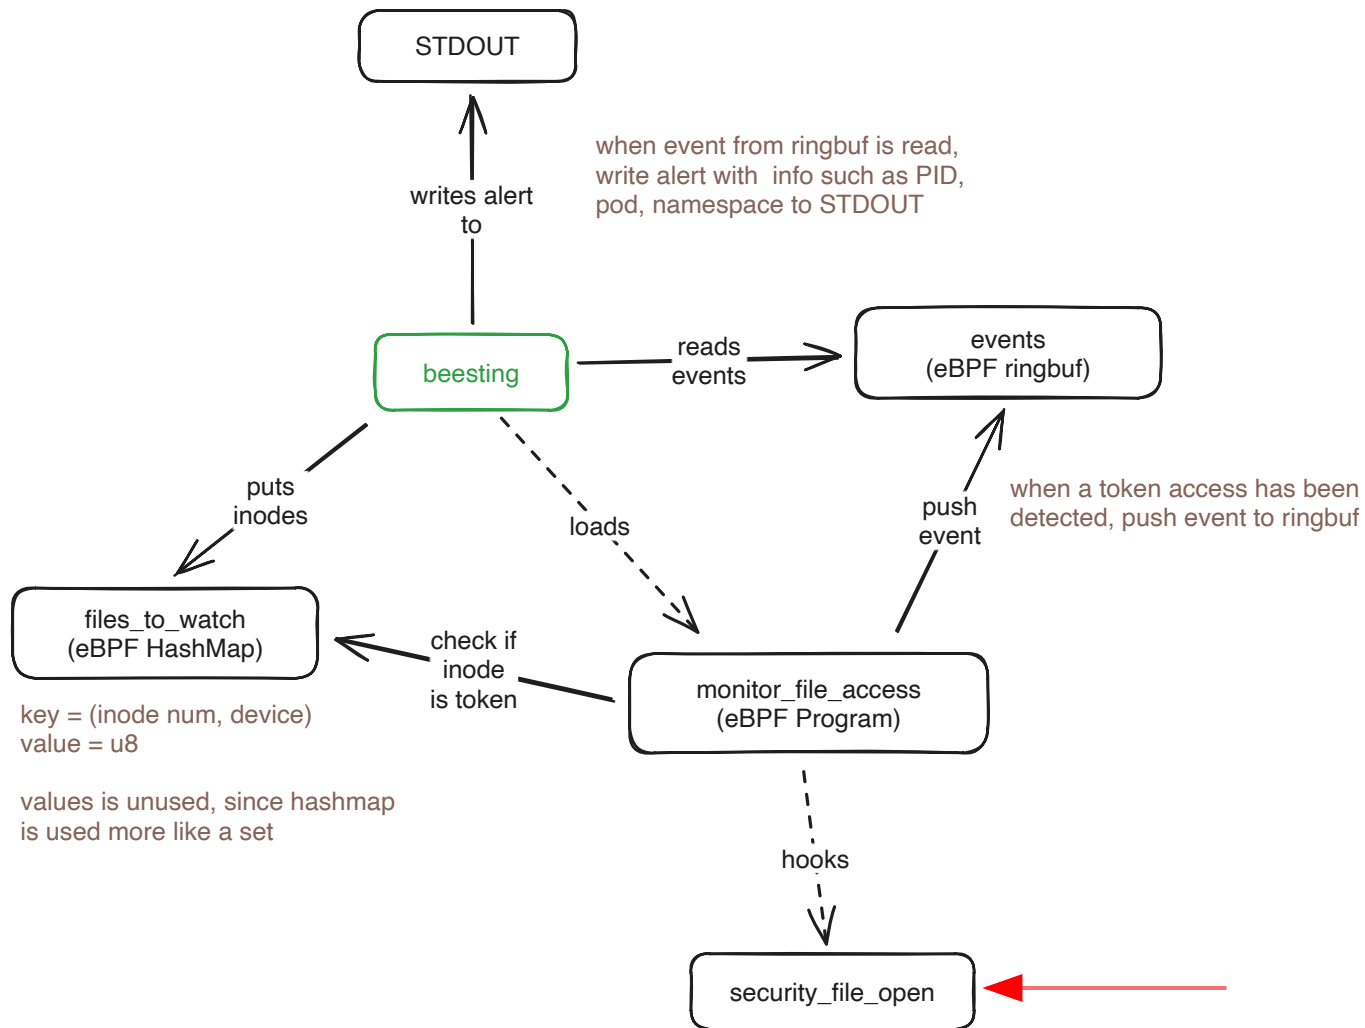 STDOUT
when event from ringbuf is read,
write alert with info such as PID,
pod, namespace to STDOUT
writes alert
to
beesting
reads
events
events
(eBPF ringbuf)
puts
inodes
loads
push
event
when a token access has been
detected, push event to ringbuf
files_to_watch
(eBPF HashMap)
check if
inode
is token
monitor_file_access
(eBPF Program)
key = (inode num, device)
value = u8
values is unused, since hashmap
is used more like a set
hooks
security_file_open